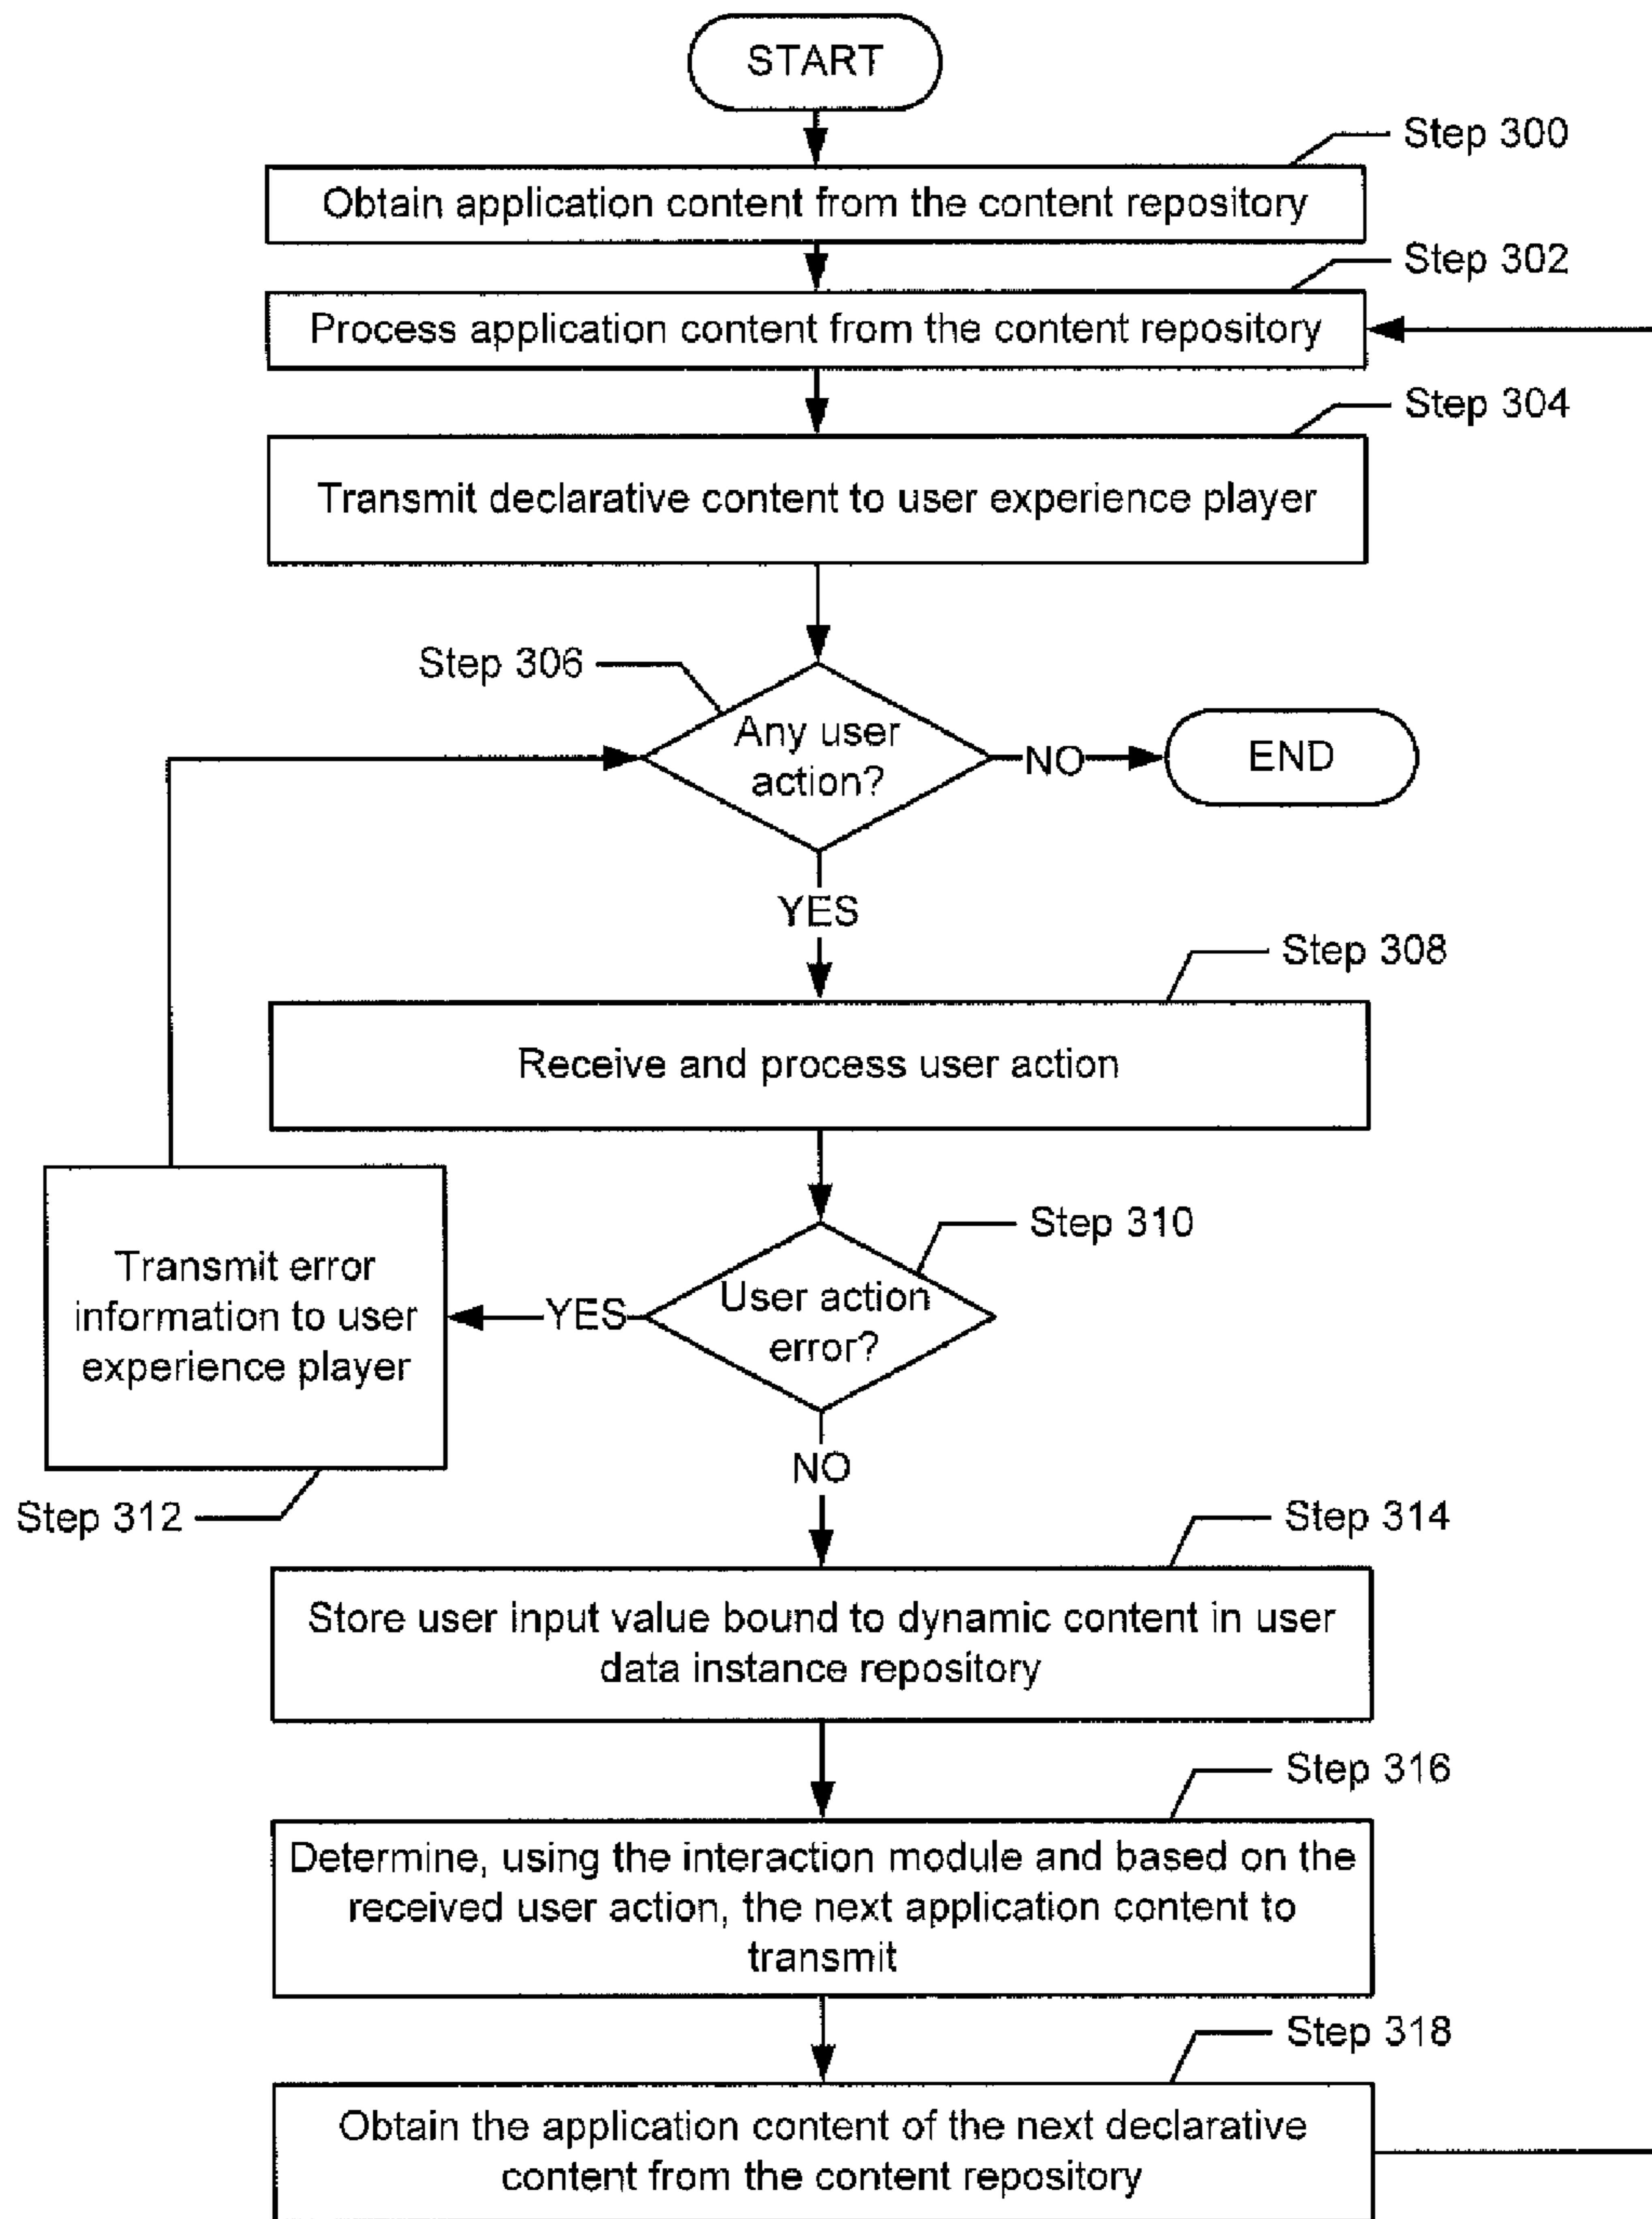 START
Step 300
Obtain application content from the content repository
Step 302
Process application content from the content repository
Step 304
Transmit declarative content to user experience player
Step 306
Any user
action?
NO
END
YES
Step 308
Receive and process user action
Step 310
User action
error?
YES
Transmit error
information to user
experience player
Step 312
NO
Step 314
Store user input value bound to dynamic content in user
data instance repository
Step 316
Determine, using the interaction module and based on the
received user action, the next application content to
transmit
Step 318
Obtain the application content of the next declarative
content from the content repository